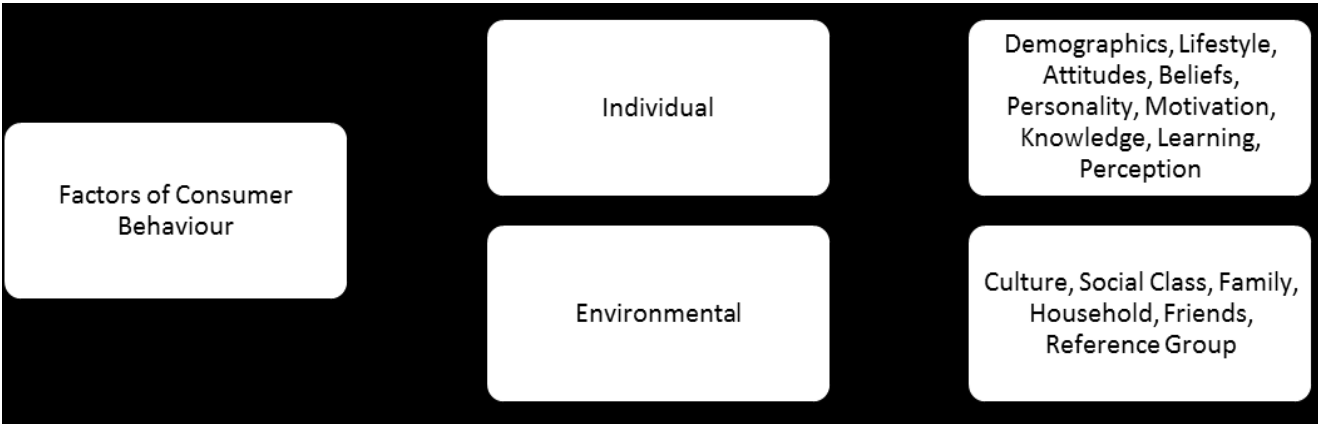 Factors of Consumer
Behaviour
Individual
Demographics, Lifestyle,
Attitudes, Beliefs,
Personality, Motivation,
Knowledge, Learning,
Perception
Environmental
Culture, Social Class, Family,
Household, Friends,
Reference Group